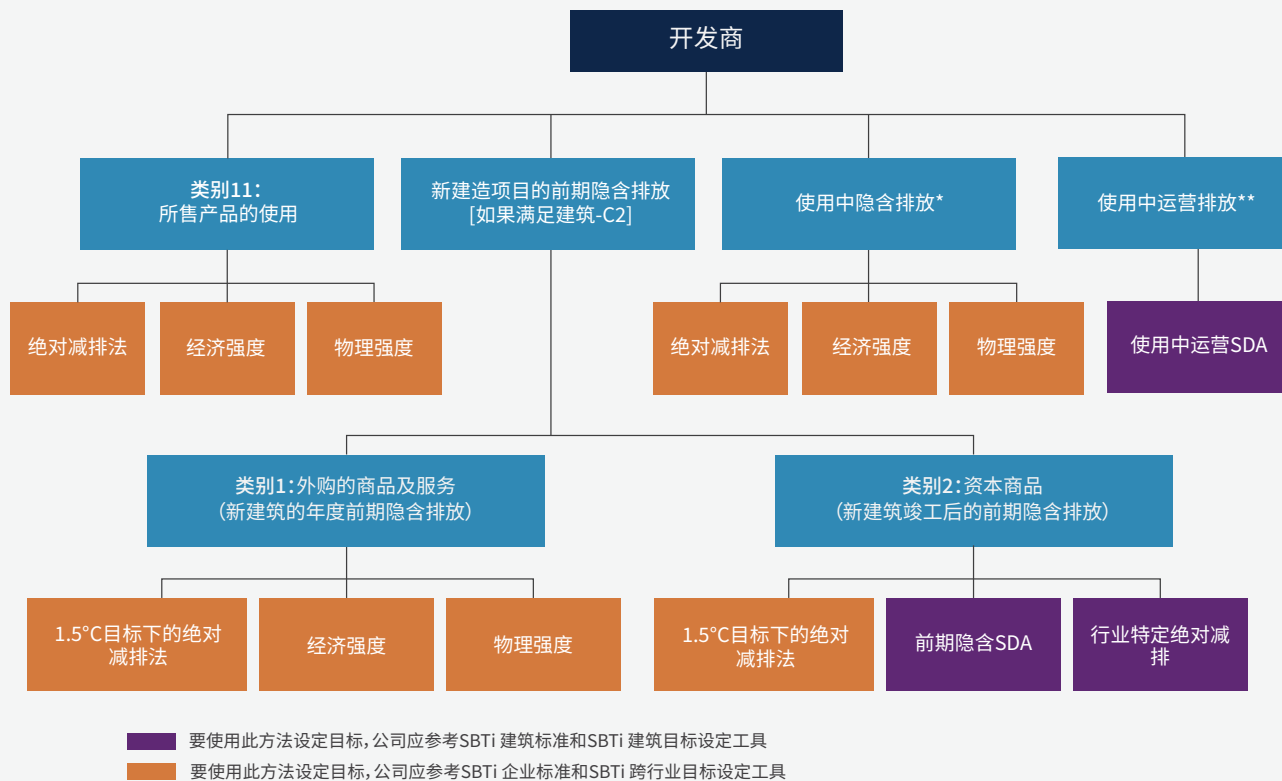 开发商
类别11：
所售产品的使用
新建造项目的前期隐含排放
[如果满足建筑-C2]
使用中隐含排放*
使用中运营排放**
绝对减排法
经济强度
物理强度
绝对减排法
经济强度
物理强度
使用中运营SDA
类别1：外购的商品及服务
（新建筑的年度前期隐含排放）
类别2：资本商品
（新建筑竣工后的前期隐含排放）
1.5°C目标下的绝对
减排法
经济强度
物理强度
1.5°C目标下的绝对
减排法
前期隐含SDA
行业特定绝对减
排
要使用此方法设定目标，公司应参考SBTi 建筑标准和SBTi 建筑目标设定工具
要使用此方法设定目标，公司应参考SBTi 企业标准和SBTi 跨行业目标设定工具